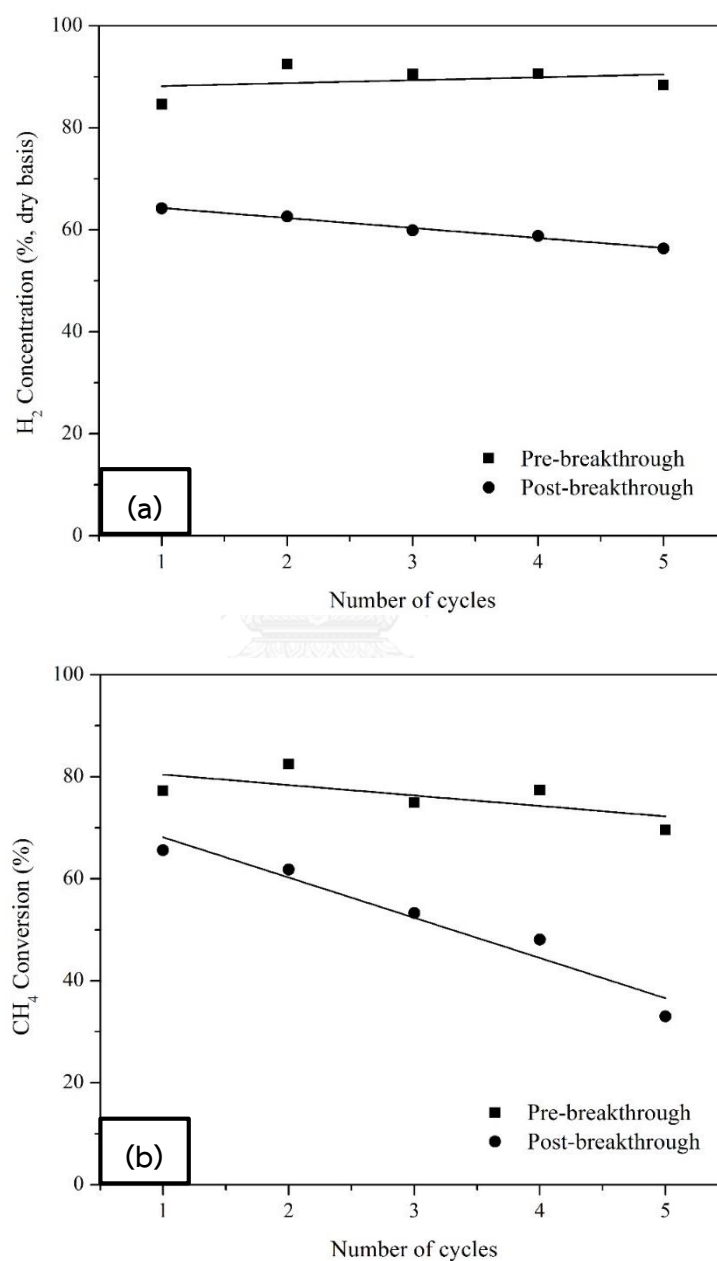 100
80
60
40
20
0
H₂ Concentration (%, dry basis)
Pre-breakthrough
Post-breakthrough
(a)
1 2 3 4 5
Number of cycles
100
80
60
40
20
0
CH₄ Conversion (%)
Pre-breakthrough
Post-breakthrough
(b)
1 2 3 4 5
Number of cycles